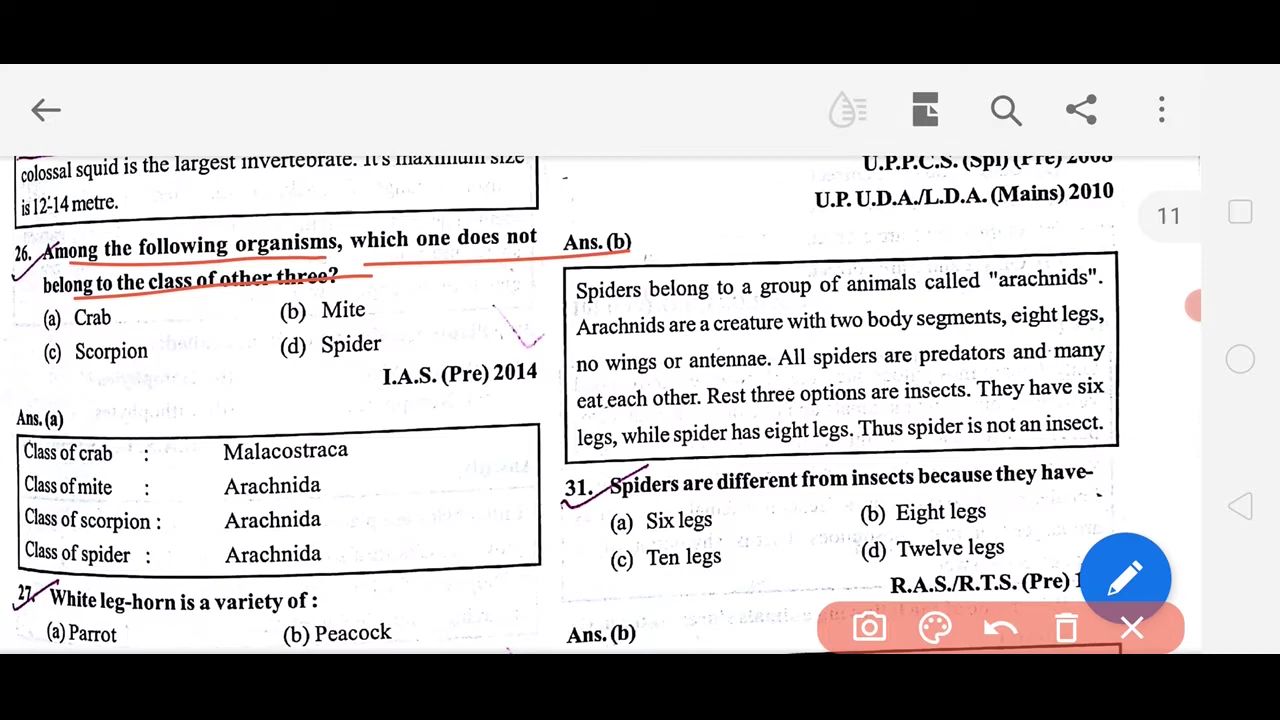 colossal squid is the largest invertebrate. It's maximum size
is 12-14 metre.
26. Among the following organisms, which one does not
belong to the class of other three?
(a) Crab (b) Mite
(c) Scorpion (d) Spider
I.A.S. (Pre) 2014
Ans. (a)
Class of crab : Malacostraca
Class of mite : Arachnida
Class of scorpion : Arachnida
Class of spider : Arachnida
27. White leg-horn is a variety of :
(a) Parrot (b) Peacock
U.P.P.C.S. (Spl) (Pre) 2008
U.P. U.D.A./L.D.A. (Mains) 2010
Ans. (b)
Spiders belong to a group of animals called "arachnids".
Arachnids are a creature with two body segments, eight legs,
no wings or antennae. All spiders are predators and many
eat each other. Rest three options are insects. They have six
legs, while spider has eight legs. Thus spider is not an insect.
31. Spiders are different from insects because they have-
(a) Six legs (b) Eight legs
(c) Ten legs (d) Twelve legs
R.A.S./R.T.S. (Pre)
Ans. (b)
11